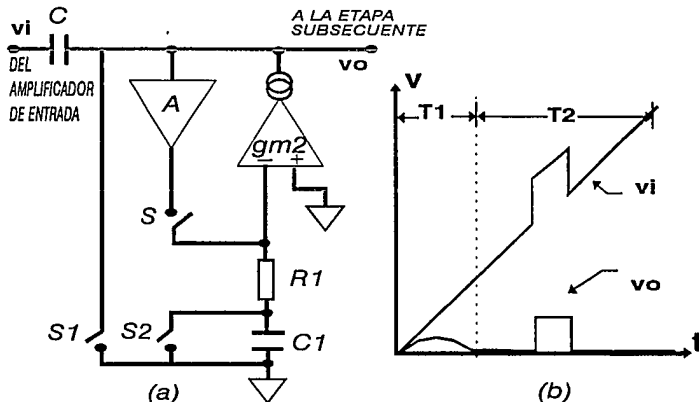 vi
C
A LA ETAPA
SUBSECUENTE
vo
DEL
AMPLIFICADOR
DE ENTRADA
A
gm2
− +
S
R1
S1
S2
C1
(a)
v
T1
T2
vi
vo
t
(b)